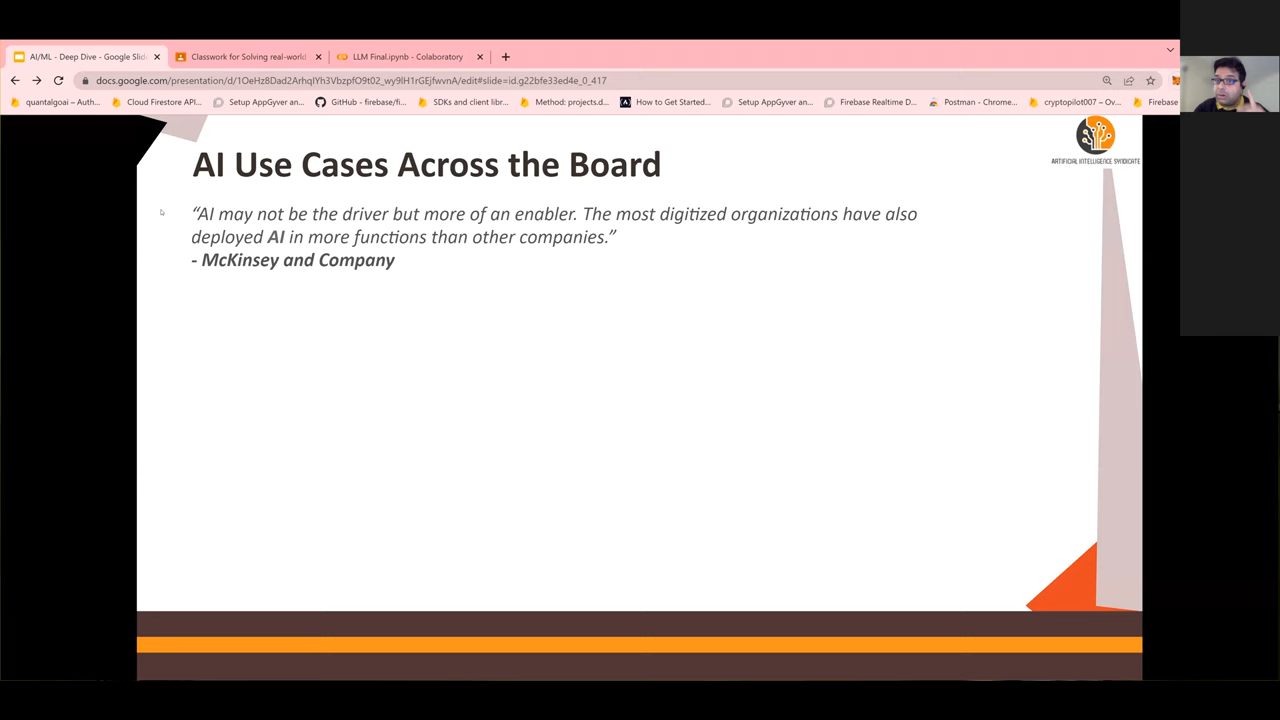 AI/ML - Deep Dive - Google Slid
Classwork for Solving real-world
LLM Final.ipynb - Colaboratory
docs.google.com/presentation/d/1OeHz8Dad2ArhqIYh3VbzpfO9t02_wy9lH1rGEjfwvnA/edit#slide=id.g22bfe33ed4e_0_417
quantalgoai – Auth...
Cloud Firestore API...
Setup AppGyver an...
GitHub - firebase/fi...
SDKs and client libr...
Method: projects.d...
How to Get Started...
Setup AppGyver an...
Firebase Realtime D...
Postman - Chrome...
cryptopilot007 – Ov...
Firebase
ARTIFICIAL INTELLIGENCE SYNDICATE
AI Use Cases Across the Board
“AI may not be the driver but more of an enabler. The most digitized organizations have also
deployed AI in more functions than other companies.”
- McKinsey and Company